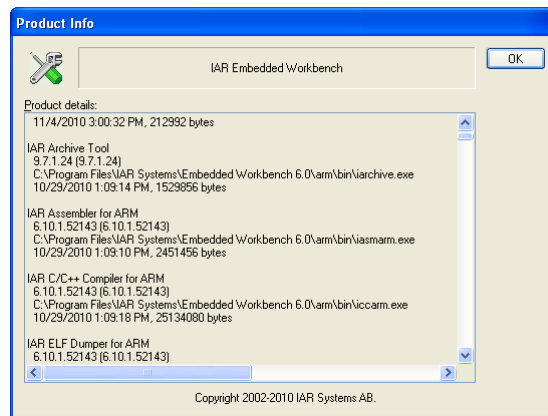 Product Info
IAR Embedded Workbench
OK
Product details:
11/4/2010 3:00:32 PM, 212992 bytes
IAR Archive Tool
9.7.1.24 (9.7.1.24)
C:\Program Files\IAR Systems\Embedded Workbench 6.0\arm\bin\iarchive.exe
10/29/2010 1:09:14 PM, 1529856 bytes
IAR Assembler for ARM
6.10.1.52143 (6.10.1.52143)
C:\Program Files\IAR Systems\Embedded Workbench 6.0\arm\bin\iasmarm.exe
10/29/2010 1:09:10 PM, 2451456 bytes
IAR C/C++ Compiler for ARM
6.10.1.52143 (6.10.1.52143)
C:\Program Files\IAR Systems\Embedded Workbench 6.0\arm\bin\iccarm.exe
10/29/2010 1:09:18 PM, 25134080 bytes
IAR ELF Dumper for ARM
6.10.1.52143 (6.10.1.52143)
Copyright 2002-2010 IAR Systems AB.